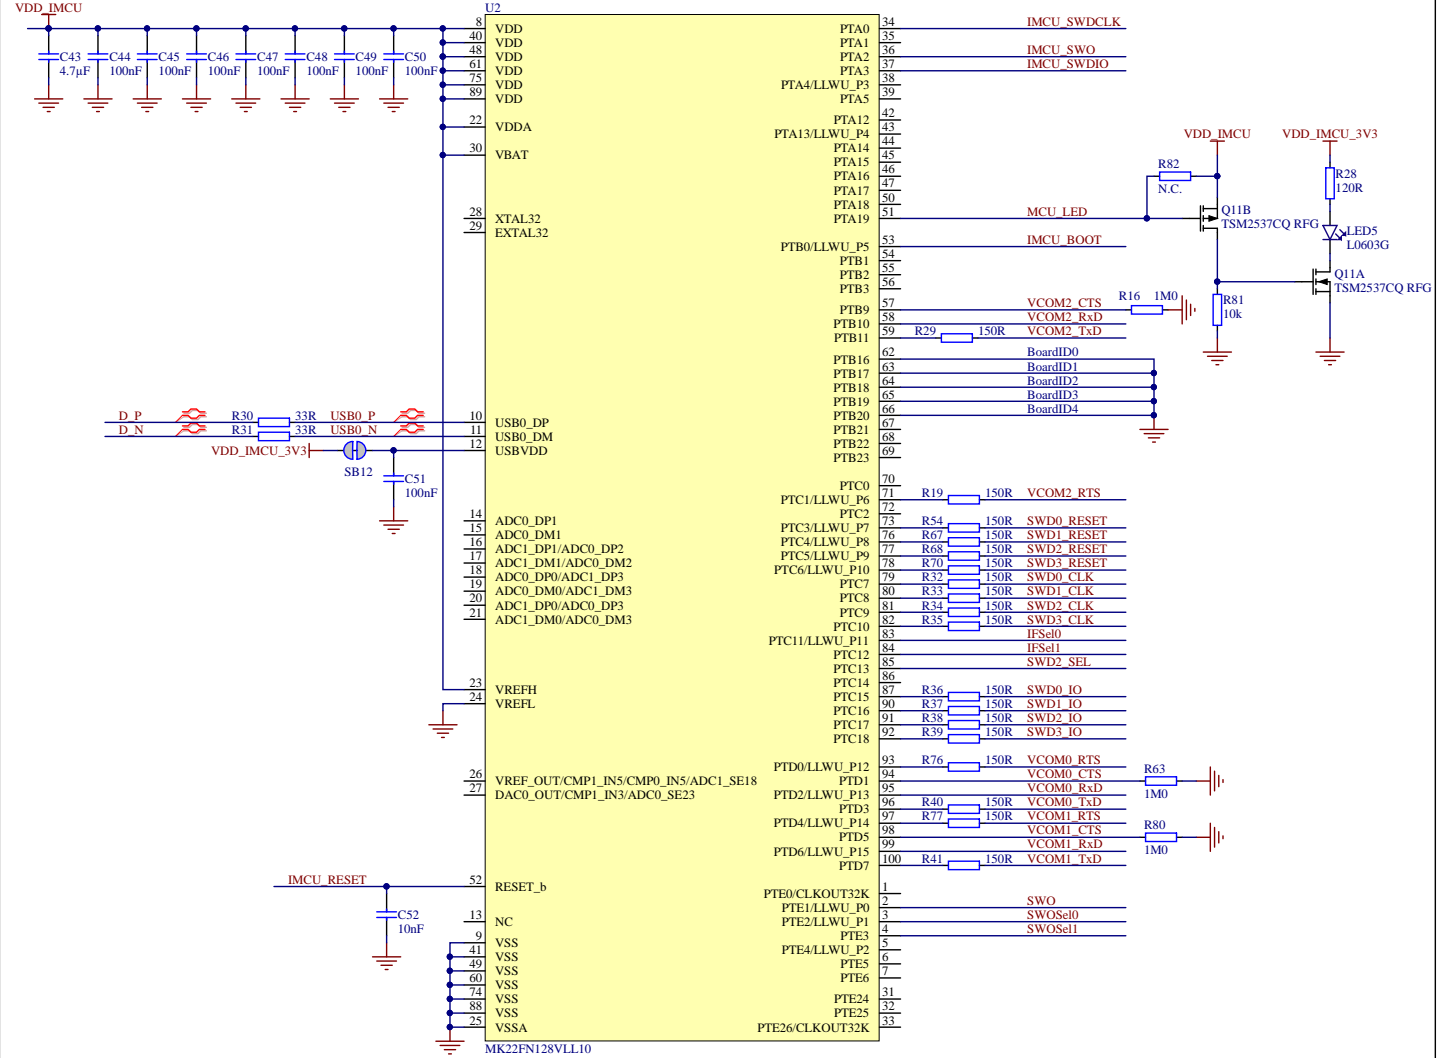 VDD_IMCU
C43
4.7µF
C44
100nF
C45
100nF
C46
100nF
C47
100nF
C48
100nF
C49
100nF
C50
100nF
U2
8 VDD
40 VDD
48 VDD
61 VDD
75 VDD
89 VDD
22 VDDA
30 VBAT
28 XTAL32
29 EXTAL32
D_P R30 33R USB0_P 10 USB0_DP
D_N R31 33R USB0_N 11 USB0_DM
VDD_IMCU_3V3 12 USBVDD
SB12
C51
100nF
14 ADC0_DP1
15 ADC0_DM1
16 ADC1_DP1/ADC0_DP2
17 ADC1_DM1/ADC0_DM2
18 ADC0_DP0/ADC1_DP3
19 ADC0_DM0/ADC1_DM3
20 ADC1_DP0/ADC0_DP3
21 ADC1_DM0/ADC0_DM3
23 VREFH
24 VREFL
26 VREF_OUT/CMP1_IN5/CMP0_IN5/ADC1_SE18
27 DAC0_OUT/CMP1_IN3/ADC0_SE23
IMCU_RESET 52 RESET_b
C52
10nF
13 NC
9 VSS
41 VSS
49 VSS
60 VSS
74 VSS
88 VSS
25 VSSA
MK22FN128VLL10
PTA0 34 IMCU_SWDCLK
PTA1 35
PTA2 36 IMCU_SWO
PTA3 37 IMCU_SWDIO
PTA4/LLWU_P3 38
PTA5 39
PTA12 42
PTA13/LLWU_P4 43
PTA14 44
PTA15 45
PTA16 46
PTA17 47
PTA18 50
PTA19 51 MCU_LED
PTB0/LLWU_P5 53 IMCU_BOOT
PTB1 54
PTB2 55
PTB3 56
PTB9 57 VCOM2_CTS R16 1M0
PTB10 58 VCOM2_RxD
PTB11 59 R29 150R VCOM2_TxD
PTB16 62 BoardID0
PTB17 63 BoardID1
PTB18 64 BoardID2
PTB19 65 BoardID3
PTB20 66 BoardID4
PTB21 67
PTB22 68
PTB23 69
PTC0 70
PTC1/LLWU_P6 71 R19 150R VCOM2_RTS
PTC2 72
PTC3/LLWU_P7 73 R54 150R SWD0_RESET
PTC4/LLWU_P8 76 R67 150R SWD1_RESET
PTC5/LLWU_P9 77 R68 150R SWD2_RESET
PTC6/LLWU_P10 78 R70 150R SWD3_RESET
PTC7 79 R32 150R SWD0_CLK
PTC8 80 R33 150R SWD1_CLK
PTC9 81 R34 150R SWD2_CLK
PTC10 82 R35 150R SWD3_CLK
PTC11/LLWU_P11 83 IFSel0
PTC12 84 IFSel1
PTC13 85 SWD2_SEL
PTC14 86
PTC15 87 R36 150R SWD0_IO
PTC16 90 R37 150R SWD1_IO
PTC17 91 R38 150R SWD2_IO
PTC18 92 R39 150R SWD3_IO
PTD0/LLWU_P12 93 R76 150R VCOM0_RTS
PTD1 94 VCOM0_CTS R63 1M0
PTD2/LLWU_P13 95 VCOM0_RxD
PTD3 96 R40 150R VCOM0_TxD
PTD4/LLWU_P14 97 R77 150R VCOM1_RTS
PTD5 98 VCOM1_CTS R80 1M0
PTD6/LLWU_P15 99 VCOM1_RxD
PTD7 100 R41 150R VCOM1_TxD
PTE0/CLKOUT32K 1
PTE1/LLWU_P0 2 SWO
PTE2/LLWU_P1 3 SWOSel0
PTE3 4 SWOSel1
PTE4/LLWU_P2 5
PTE5 6
PTE6 7
PTE24 31
PTE25 32
PTE26/CLKOUT32K 33
VDD_IMCU
VDD_IMCU_3V3
R82
N.C.
R28
120R
Q11B
TSM2537CQ RFG
LED5
L0603G
Q11A
TSM2537CQ RFG
R81
10k